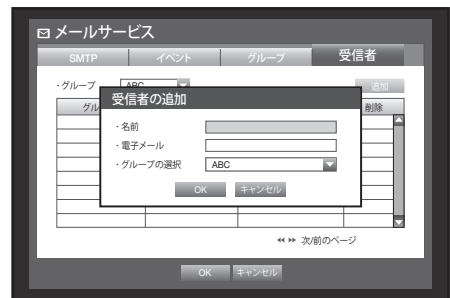 メールサービス
SMTP イベント グループ 受信者
・グループ ABC 追加
グル 削除
受信者の追加
・名前
・電子メール
・グループの選択 ABC
OK キャンセル
次/前のページ
OK キャンセル